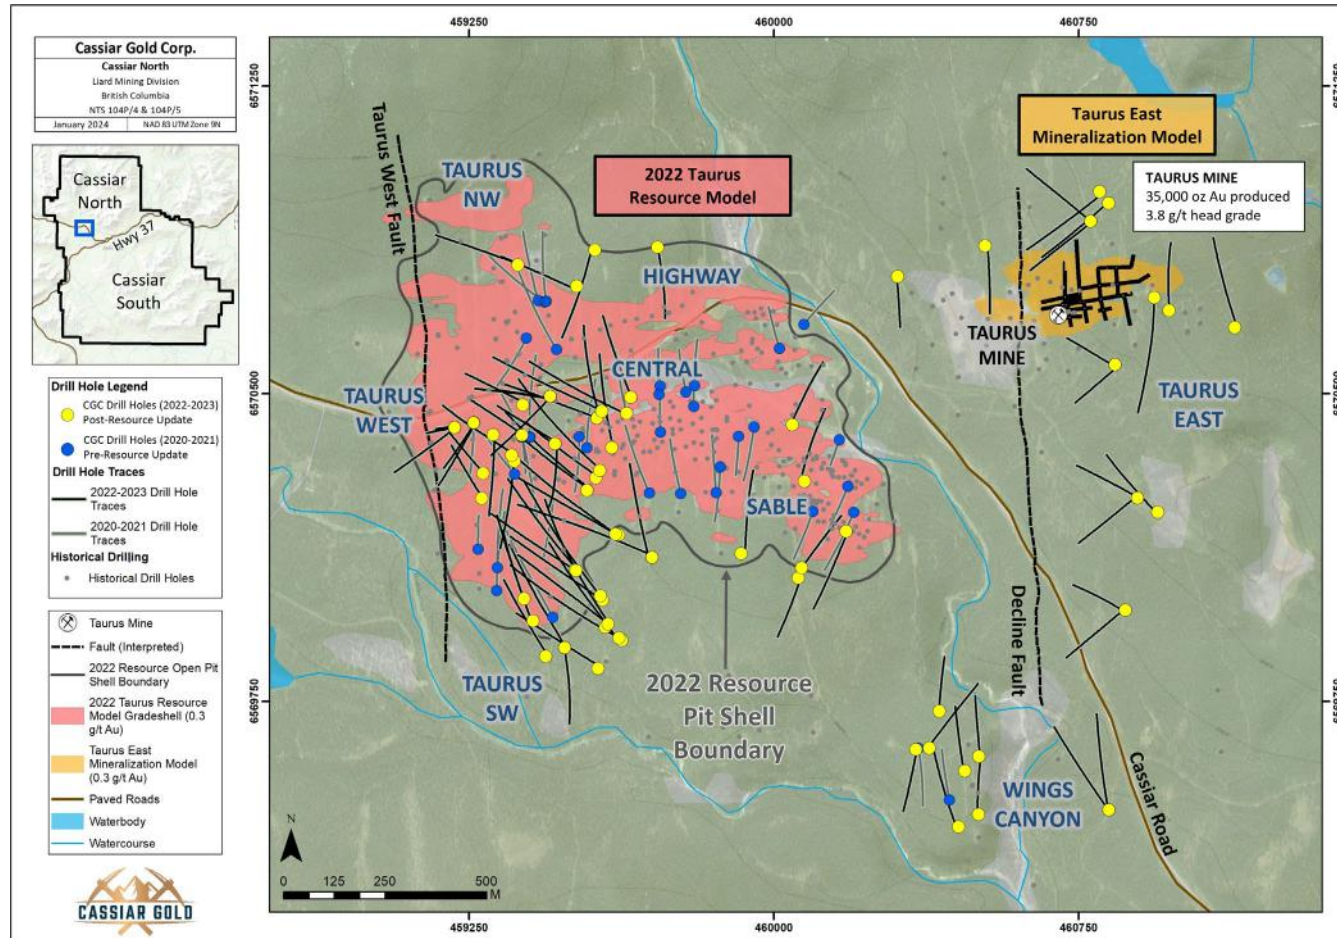 Cassiar Gold Corp.
Cassiar North
Liard Mining Division
British Columbia
NTS 104P/4 & 104P/5
January 2024
NAD 83 UTM Zone 9N
Cassiar
North
Hwy 37
Cassiar
South
Drill Hole Legend
CGC Drill Holes (2022-2023)
Post-Resource Update
CGC Drill Holes (2020-2021)
Pre-Resource Update
Drill Hole Traces
2022-2023 Drill Hole
Traces
2020-2021 Drill Hole
Traces
Historical Drilling
Historical Drill Holes
Taurus Mine
Fault (Interpreted)
2022 Resource Open Pit
Shell Boundary
2022 Taurus Resource
Model Gradeshell (0.3
g/t Au)
Taurus East
Mineralization Model
(0.3 g/t Au)
Paved Roads
Waterbody
Watercourse
CASSIAR GOLD
459250
460000
460750
6571250
6571250
6570500
6570500
6569750
6569750
459250
460000
460750
Taurus West Fault
TAURUS
NW
2022 Taurus
Resource Model
Taurus East
Mineralization Model
TAURUS MINE
35,000 oz Au produced
3.8 g/t head grade
HIGHWAY
TAURUS
MINE
CENTRAL
TAURUS
WEST
TAURUS
EAST
SABLE
Decline Fault
TAURUS
SW
2022 Resource
Pit Shell
Boundary
WINGS
CANYON
Cassiar Road
N
0
125
250
500
M